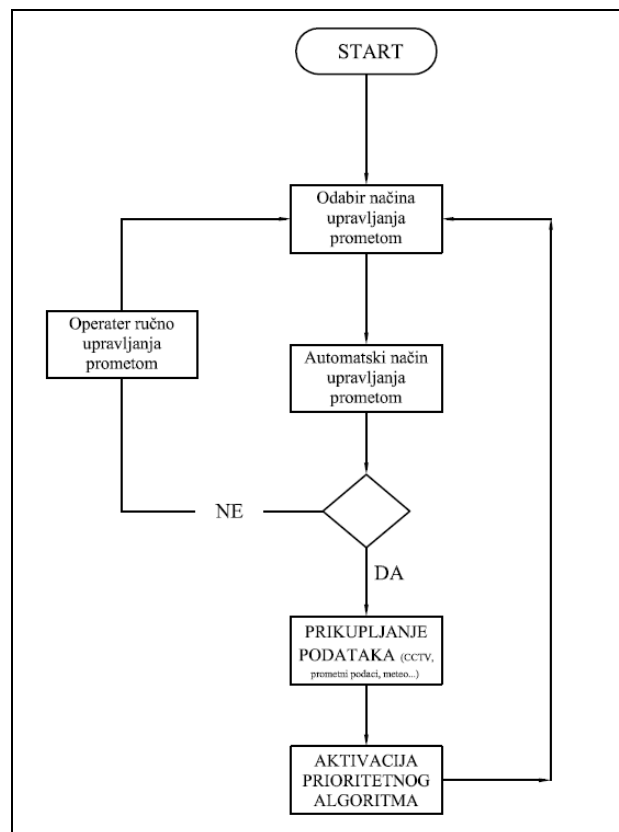 START
Odabir načina
upravljanja
prometom
Operater ručno
upravljanja
prometom
Automatski način
upravljanja
prometom
NE
DA
PRIKUPLJANJE
PODATAKA (CCTV,
prometni podaci, meteo...)
AKTIVACIJA
PRIORITETNOG
ALGORITMA